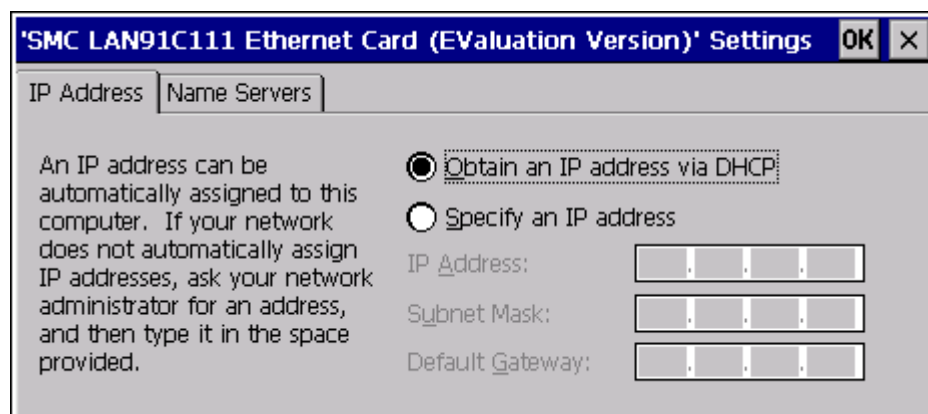 'SMC LAN91C111 Ethernet Card (EValuation Version)' Settings OK ×
IP Address Name Servers
An IP address can be
automatically assigned to this
computer. If your network
does not automatically assign
IP addresses, ask your network
administrator for an address,
and then type it in the space
provided.
Obtain an IP address via DHCP
Specify an IP address
IP Address: . . .
Subnet Mask: . . .
Default Gateway: . . .